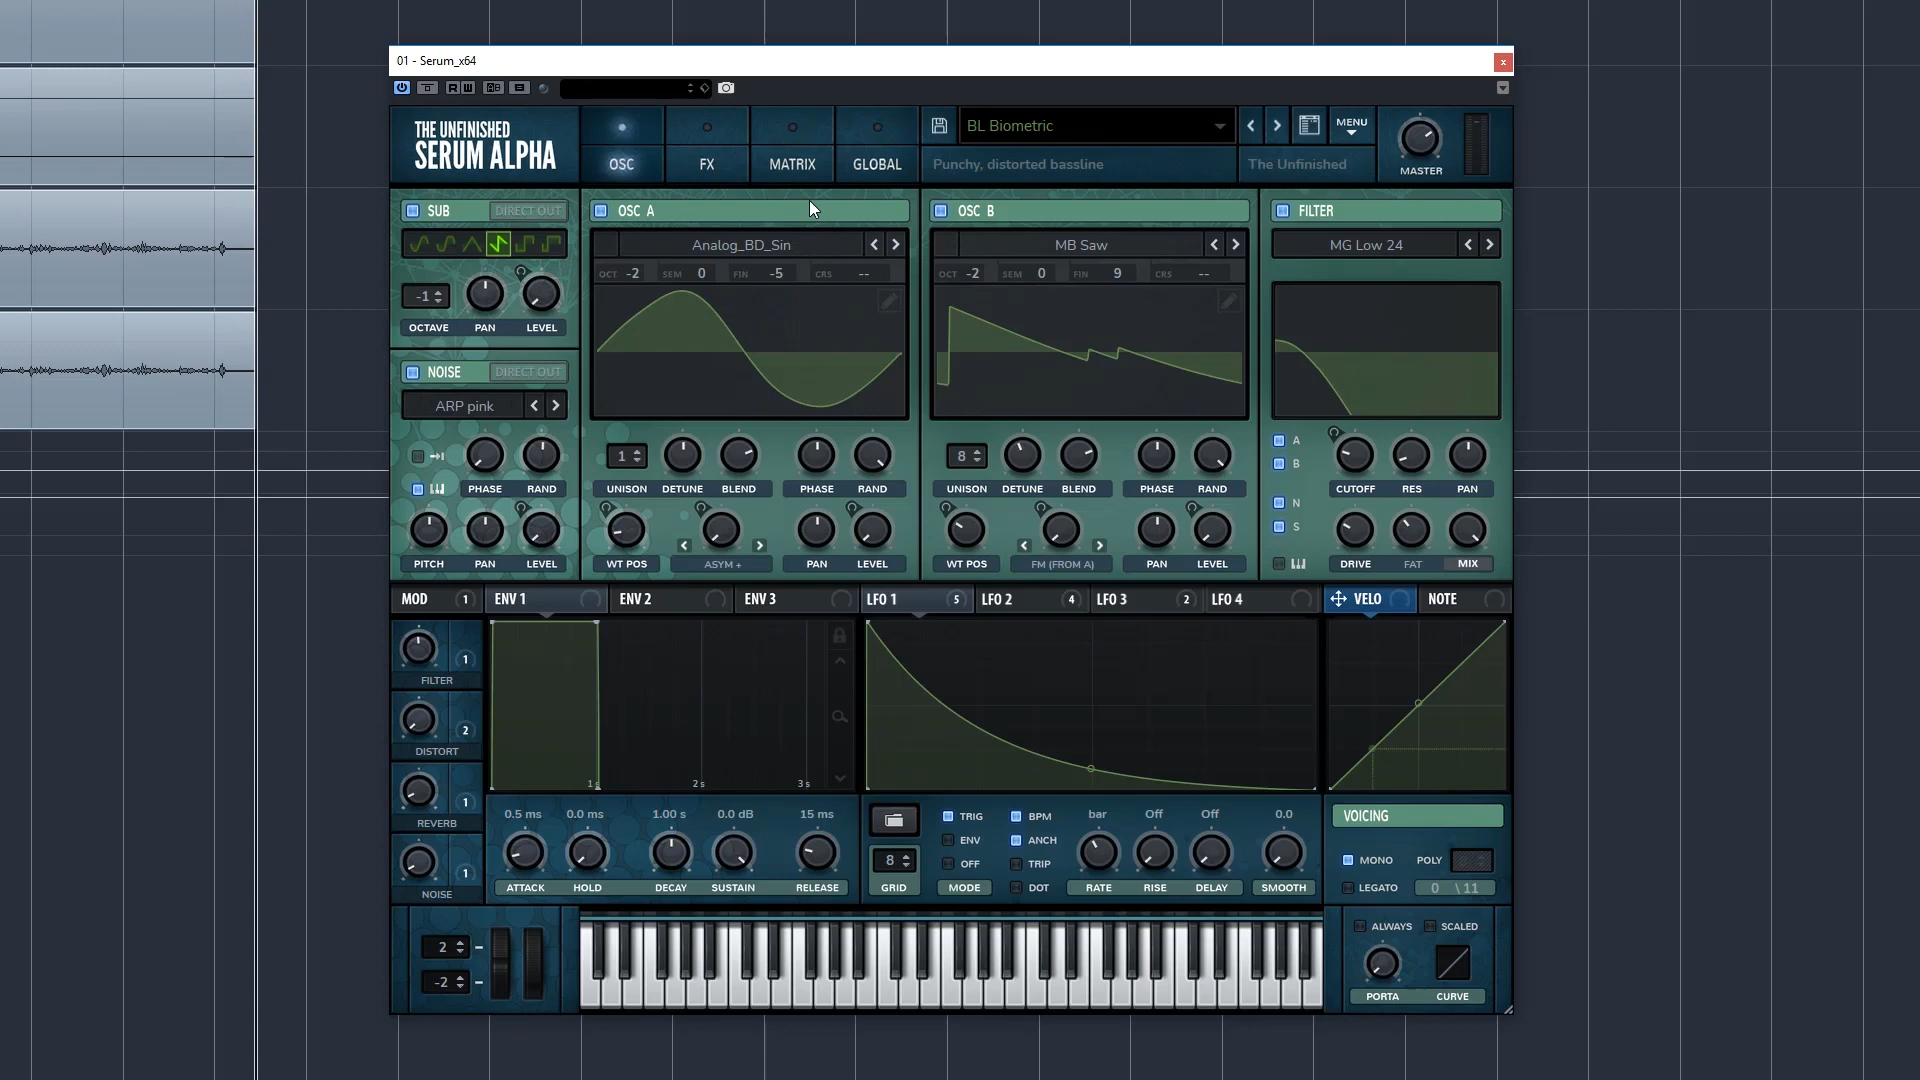 01 - Serum_x64
x
R W
THE UNFINISHED
SERUM ALPHA
OSC
FX
MATRIX
GLOBAL
BL Biometric
MENU
Punchy, distorted bassline
The Unfinished
MASTER
SUB
DIRECT OUT
OSC A
OSC B
FILTER
Analog_BD_Sin
MB Saw
MG Low 24
OCT -2 SEM 0 FIN -5 CRS --
OCT -2 SEM 0 FIN 9 CRS --
-1
OCTAVE PAN LEVEL
NOISE
DIRECT OUT
ARP pink
1
8
A
B
N
S
PHASE RAND
UNISON DETUNE BLEND PHASE RAND
UNISON DETUNE BLEND PHASE RAND
CUTOFF RES PAN
PITCH PAN LEVEL
WT POS ASYM + PAN LEVEL
WT POS FM (FROM A) PAN LEVEL
DRIVE FAT MIX
MOD 1
ENV 1
ENV 2
ENV 3
LFO 1 5
LFO 2 4
LFO 3 2
LFO 4
VELO
NOTE
1
FILTER
2
DISTORT
1
REVERB
1
NOISE
1 s
2 s
3 s
0.5 ms 0.0 ms 1.00 s 0.0 dB 15 ms
ATTACK HOLD DECAY SUSTAIN RELEASE
8
GRID
TRIG
ENV
OFF
MODE
BPM
ANCH
TRIP
DOT
bar Off Off 0.0
RATE RISE DELAY SMOOTH
VOICING
MONO POLY
LEGATO 0 \ 11
2
-2
ALWAYS SCALED
PORTA CURVE